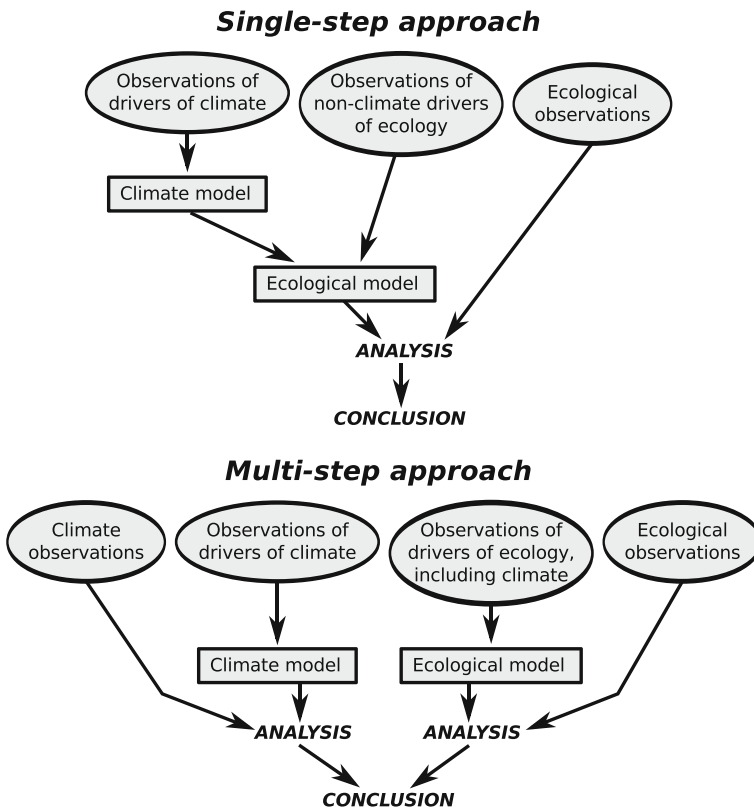 Single-step approach
Observations of
drivers of climate
Observations of
non-climate drivers
of ecology
Ecological
observations
Climate model
Ecological model
ANALYSIS
CONCLUSION
Multi-step approach
Climate
observations
Observations of
drivers of climate
Observations of
drivers of ecology,
including climate
Ecological
observations
Climate model
Ecological model
ANALYSIS
ANALYSIS
CONCLUSION